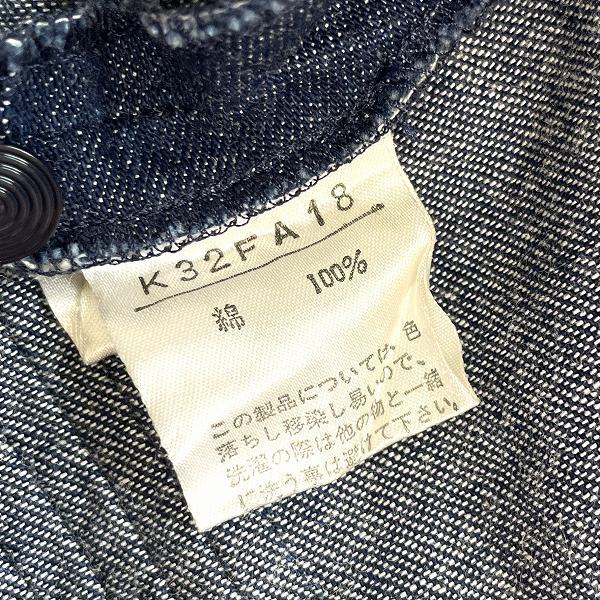 K32FA18
綿 100%
この製品については、色
落ちし移染し易いので、
洗濯の際は他の物と一緒
に洗う事は避けて下さい。